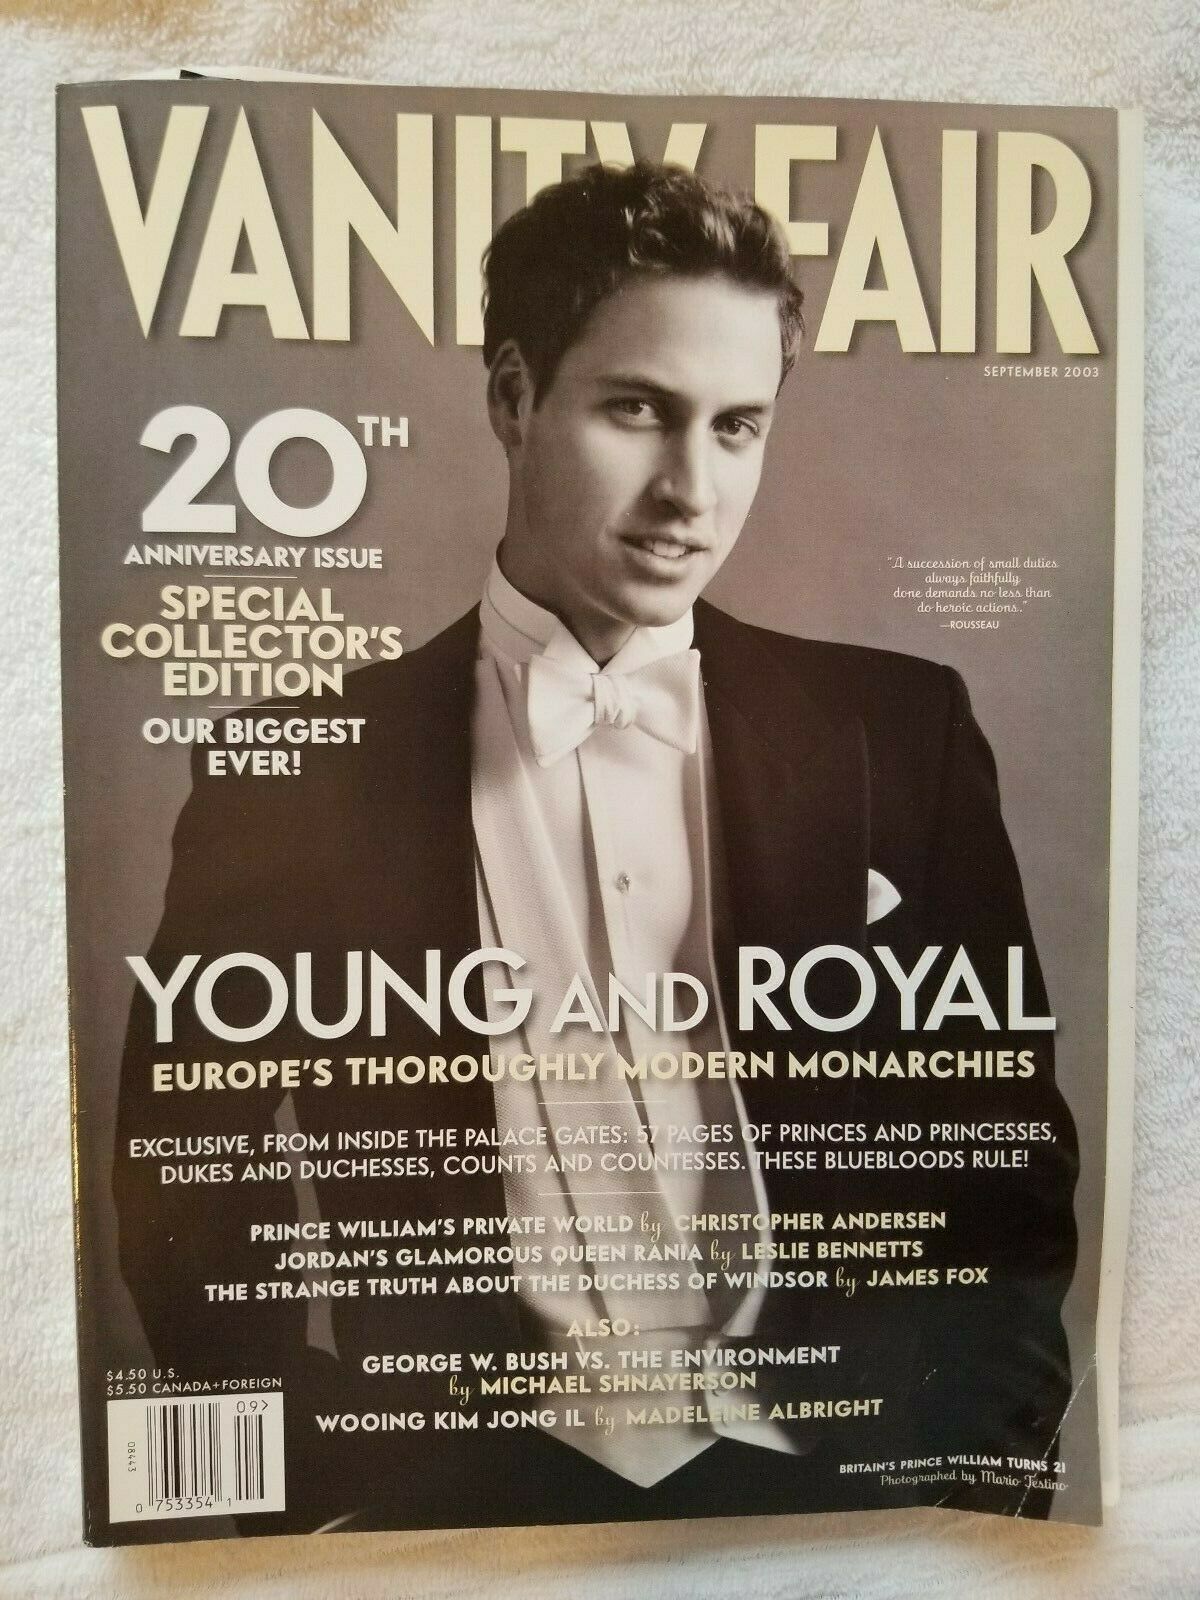 VANITY FAIR
SEPTEMBER 2003
20TH
ANNIVERSARY ISSUE
SPECIAL
COLLECTOR'S
EDITION
OUR BIGGEST
EVER!
"A succession of small duties
always faithfully
done demands no less than
do heroic actions."
—ROUSSEAU
YOUNG AND ROYAL
EUROPE'S THOROUGHLY MODERN MONARCHIES
EXCLUSIVE, FROM INSIDE THE PALACE GATES: 57 PAGES OF PRINCES AND PRINCESSES,
DUKES AND DUCHESSES, COUNTS AND COUNTESSES. THESE BLUEBLOODS RULE!
PRINCE WILLIAM'S PRIVATE WORLD by CHRISTOPHER ANDERSEN
JORDAN'S GLAMOROUS QUEEN RANIA by LESLIE BENNETTS
THE STRANGE TRUTH ABOUT THE DUCHESS OF WINDSOR by JAMES FOX
ALSO:
GEORGE W. BUSH VS. THE ENVIRONMENT
by MICHAEL SHNAYERSON
WOOING KIM JONG IL by MADELEINE ALBRIGHT
$4.50 U.S.
$5.50 CANADA+FOREIGN
09>
08443
0 753354 1
BRITAIN'S PRINCE WILLIAM TURNS 21
Photographed by Mario Testino